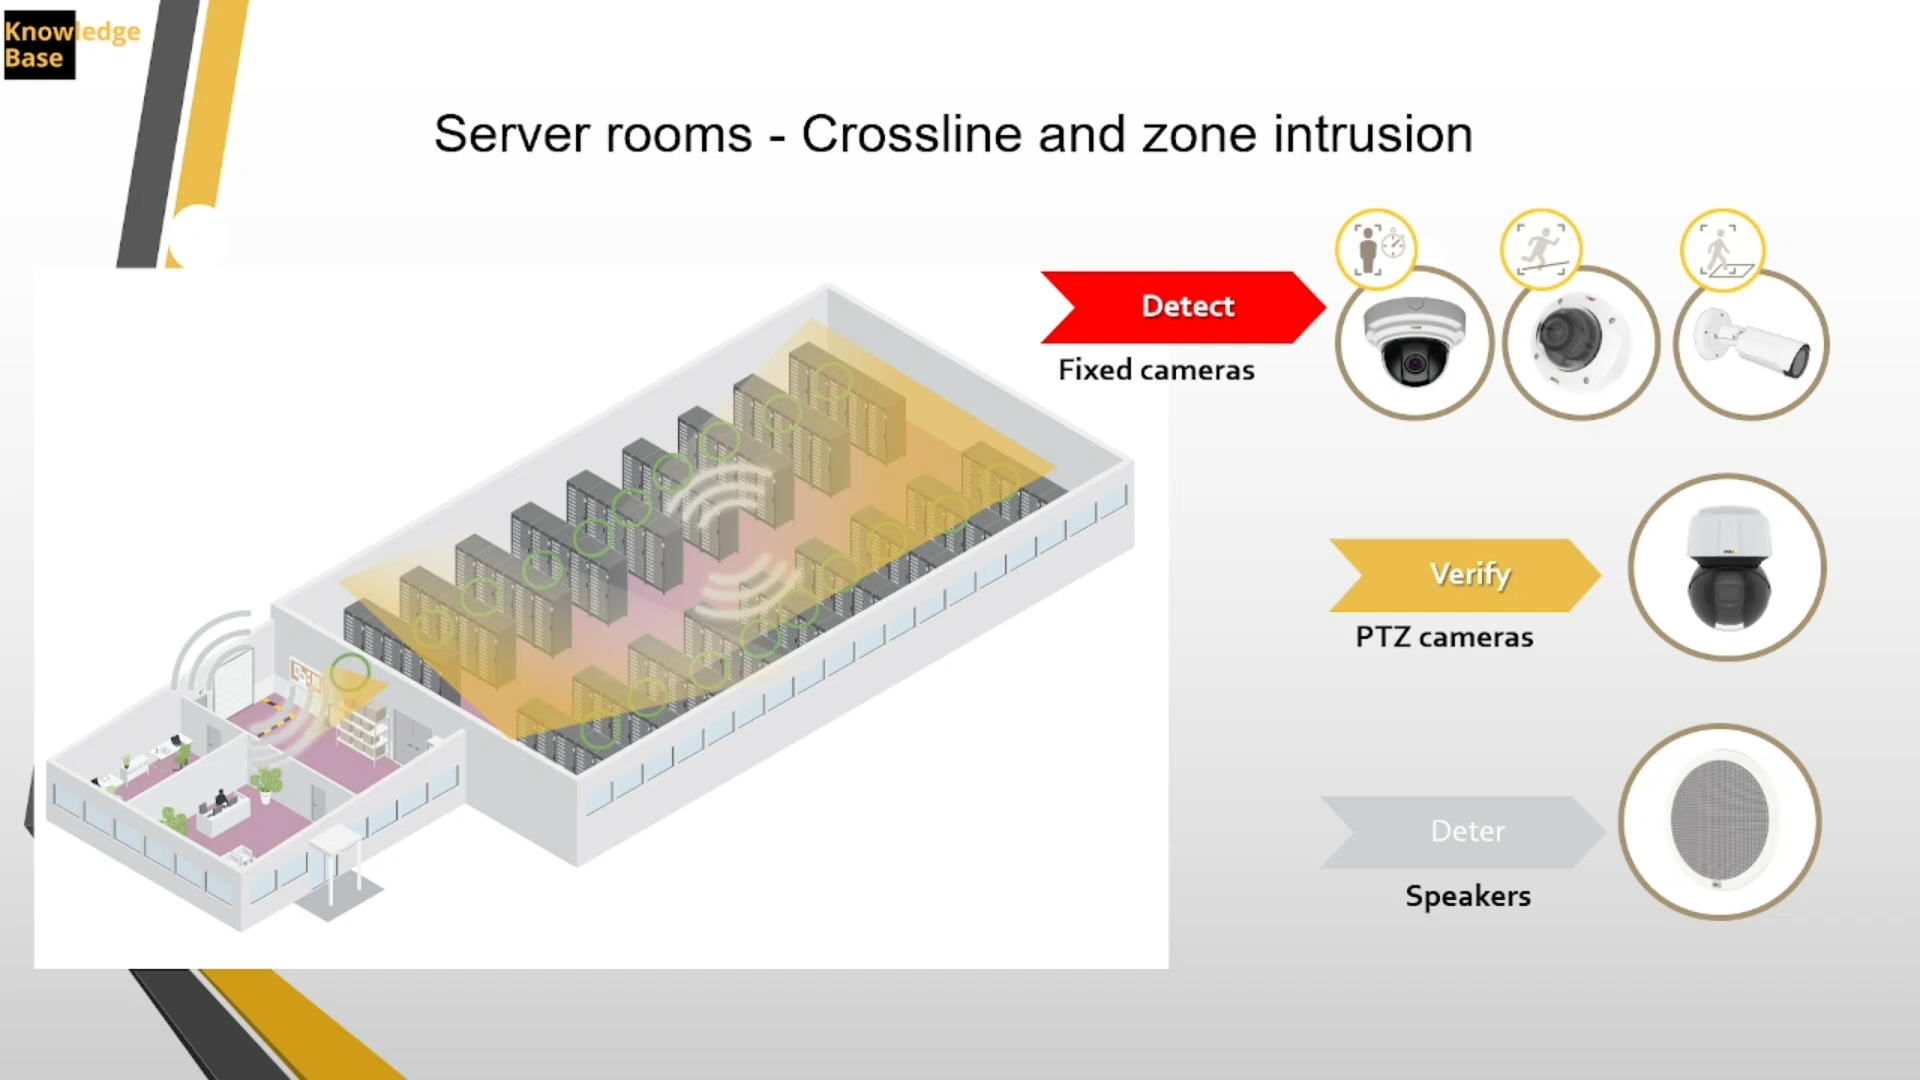 Knowledge
Base
Server rooms - Crossline and zone intrusion
Detect
Fixed cameras
Verify
PTZ cameras
Deter
Speakers